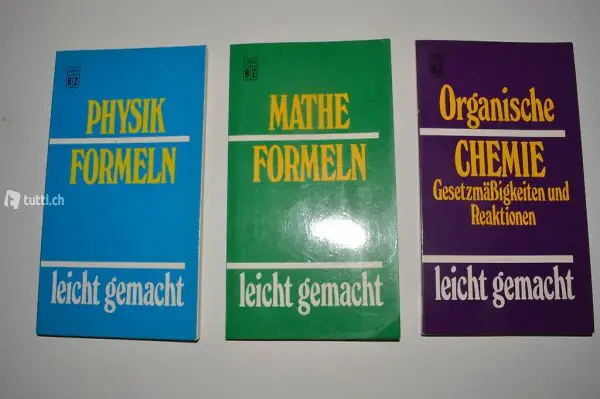 B Z
PHYSIK
FORMELN
leicht gemacht
B Z
MATHE
FORMELN
leicht gemacht
B Z
Organische
CHEMIE
Gesetzmäßigkeiten und
Reaktionen
leicht gemacht
tutti.ch